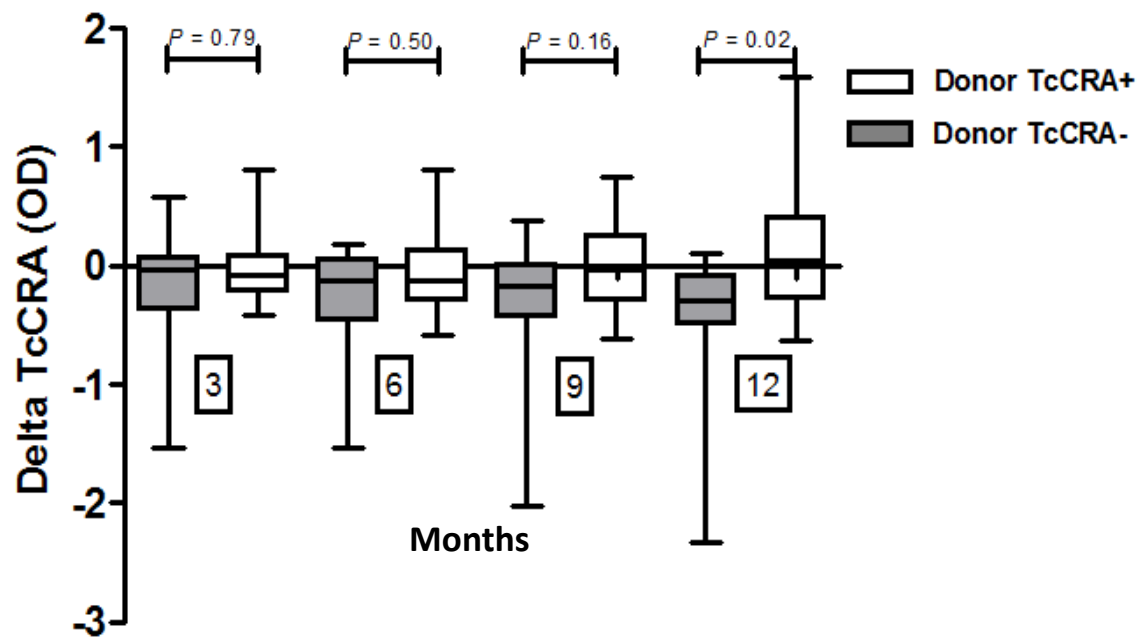 2
P = 0.79
P = 0.50
P = 0.16
P = 0.02
Donor TcCRA+
Donor TcCRA-
1
Delta TcCRA (OD)
0
-1
3
6
9
12
-2
Months
-3